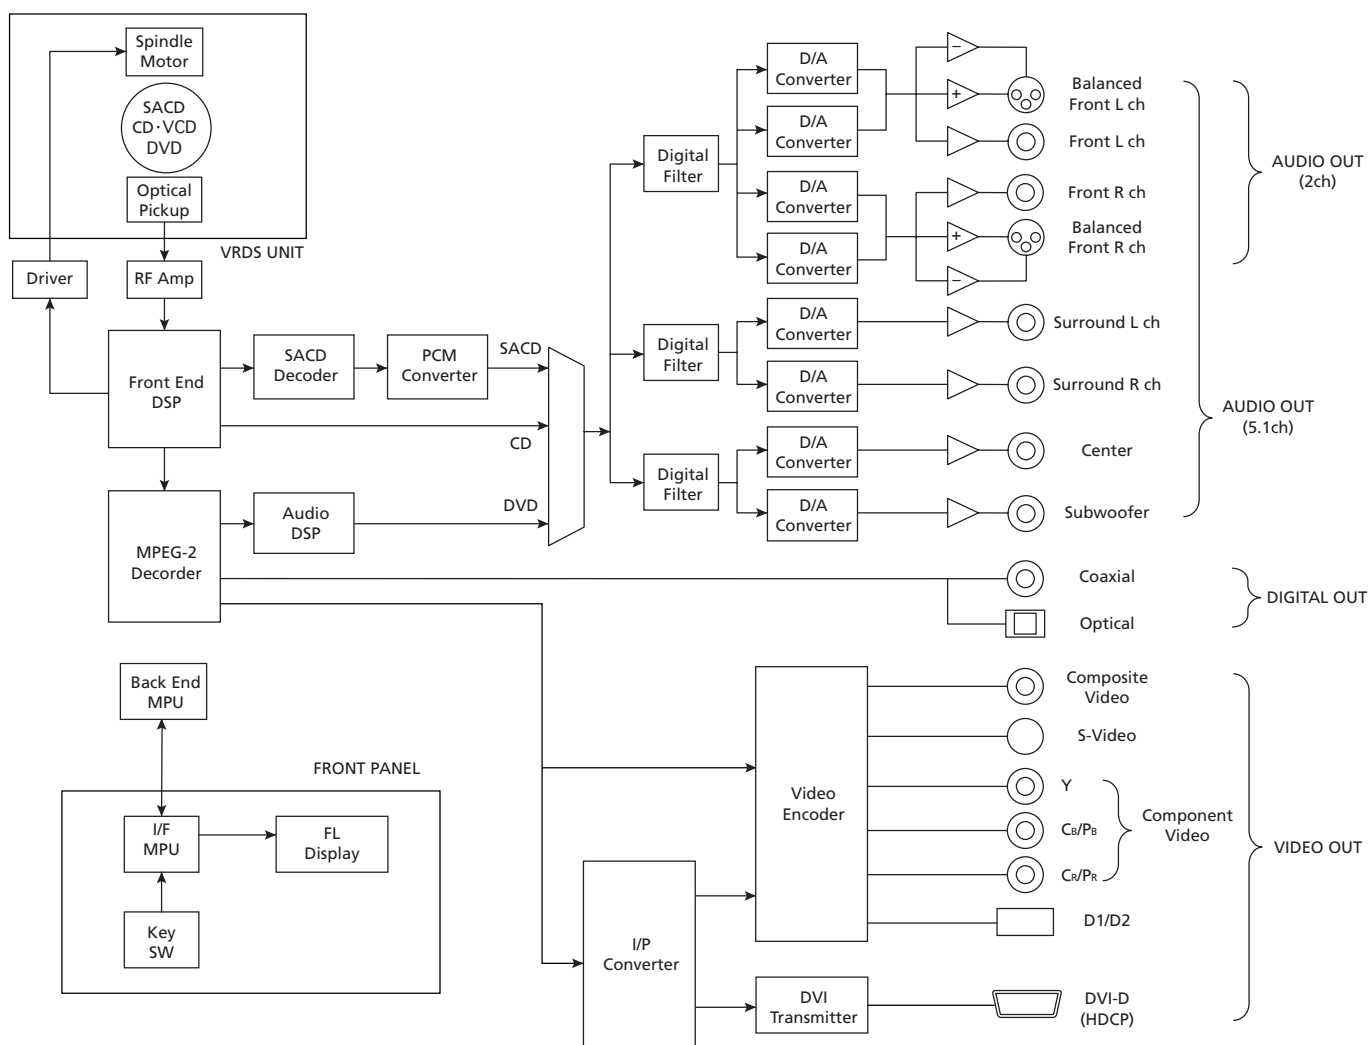 Spindle
Motor
SACD
CD·VCD
DVD
Optical
Pickup
VRDS UNIT
Driver
RF Amp
Front End
DSP
SACD
Decoder
PCM
Converter
SACD
CD
DVD
MPEG-2
Decorder
Audio
DSP
Digital
Filter
Digital
Filter
Digital
Filter
D/A
Converter
D/A
Converter
D/A
Converter
D/A
Converter
D/A
Converter
D/A
Converter
D/A
Converter
D/A
Converter
−
+
+
−
Balanced
Front L ch
Front L ch
Front R ch
Balanced
Front R ch
Surround L ch
Surround R ch
Center
Subwoofer
AUDIO OUT
(2ch)
AUDIO OUT
(5.1ch)
Coaxial
Optical
DIGITAL OUT
Back End
MPU
FRONT PANEL
I/F
MPU
FL
Display
Key
SW
Video
Encoder
I/P
Converter
DVI
Transmitter
Composite
Video
S-Video
Y
CB/PB
CR/PR
Component
Video
D1/D2
DVI-D
(HDCP)
VIDEO OUT